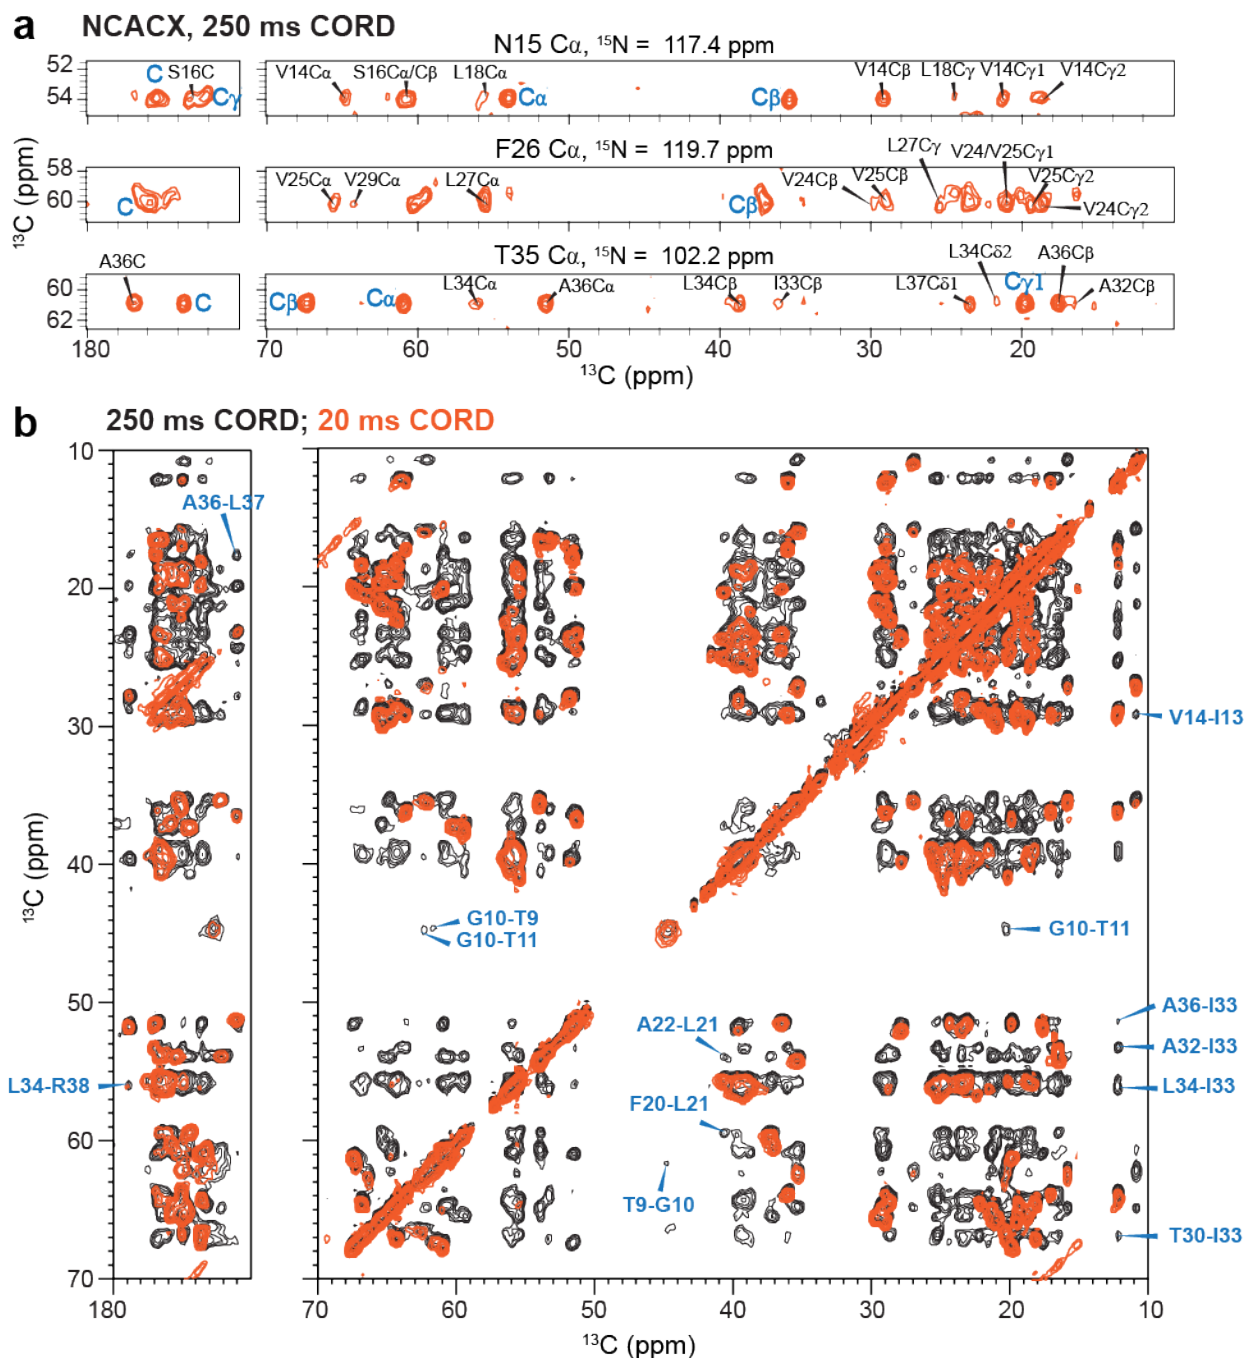 a NCACX, 250 ms CORD
N15 Cα, ¹⁵N = 117.4 ppm
52
54
C
S16C
Cγ
V14Cα
S16Cα/Cβ
L18Cα
Cα
Cβ
V14Cβ
L18Cγ
V14Cγ1
V14Cγ2
F26 Cα, ¹⁵N = 119.7 ppm
58
60
C
V25Cα
V29Cα
L27Cα
Cβ
V24Cβ
V25Cβ
L27Cγ
V24/V25Cγ1
V25Cγ2
V24Cγ2
T35 Cα, ¹⁵N = 102.2 ppm
60
62
A36C
C
Cβ
Cα
L34Cα
A36Cα
L34Cβ
I33Cβ
L37Cδ1
L34Cδ2
Cγ1
A36Cβ
A32Cβ
¹³C (ppm)
180 70 60 50 40 30 20
¹³C (ppm)
b 250 ms CORD; 20 ms CORD
10
20
30
40
50
60
70
¹³C (ppm)
A36-L37
V14-I13
G10-T9
G10-T11
G10-T11
A36-I33
A22-L21
A32-I33
L34-R38
L34-I33
F20-L21
T9-G10
T30-I33
180 70 60 50 40 30 20 10
¹³C (ppm)